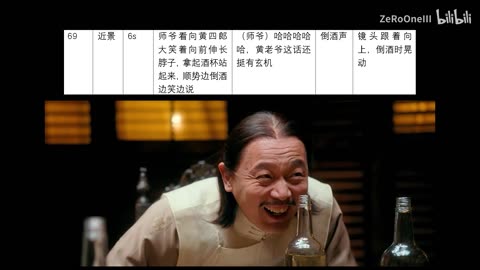 ZeRoOneIII bilibili
69 近景 6s 师爷看向黄四郎 （师爷）哈哈哈哈 倒酒声 镜头跟着向
大笑着向前伸长 哈，黄老爷这话还 上，倒酒时晃
脖子，拿起酒杯站 挺有玄机 动
起来，顺势边倒酒
边笑边说